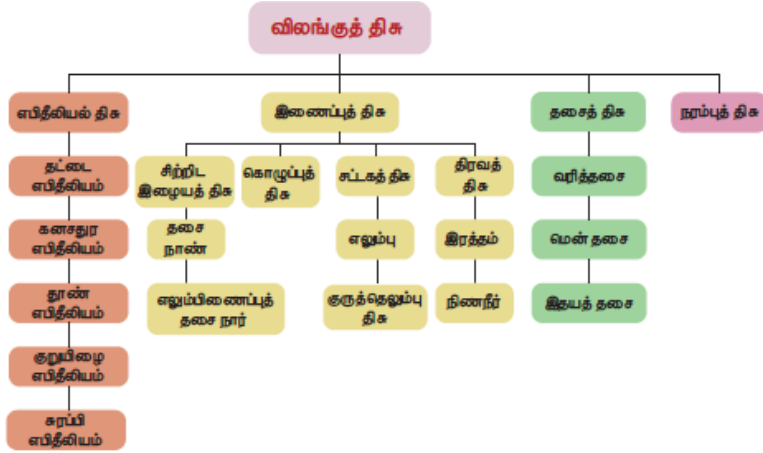 விலங்குத் திசு
எபிதீலியல் திசு
இணைப்புத் திசு
தசைத் திசு
நரம்புத் திசு
தட்டை
எபிதீலியம்
கனசதுர
எபிதீலியம்
தூண்
எபிதீலியம்
குறுயிழை
எபிதீலியம்
சுரப்பி
எபிதீலியம்
சிற்றிட
இழையத் திசு
தசை
நாண்
எலும்பிணைப்புத்
தசை நார்
கொழுப்புத்
திசு
சட்டகத் திசு
எலும்பு
குருத்தெலும்பு
திசு
திரவத்
திசு
இரத்தம்
நிணநீர்
வரித்தசை
மென் தசை
இதயத் தசை